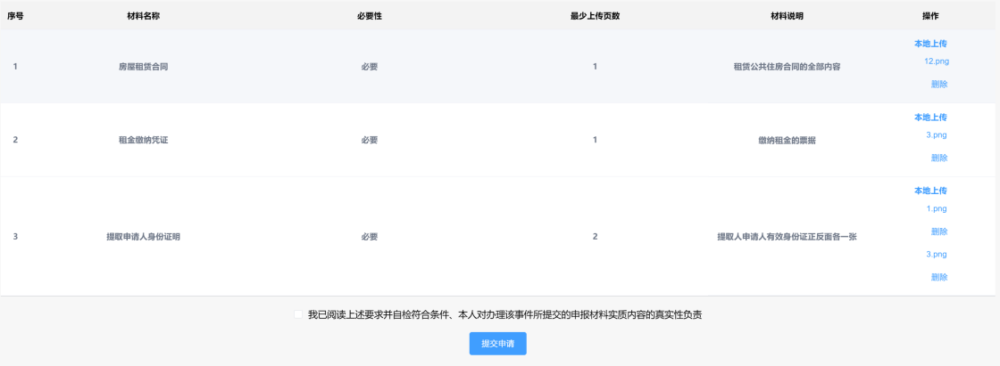 序号 材料名称 必要性 最少上传页数 材料说明 操作
1 房屋租赁合同 必要 1 租赁公共住房合同的全部内容 本地上传
12.png
删除
2 租金缴纳凭证 必要 1 缴纳租金的票据 本地上传
3.png
删除
3 提取申请人身份证明 必要 2 提取人申请人有效身份证正反面各一张 本地上传
1.png
删除
3.png
删除
我已阅读上述要求并自检符合条件、本人对办理该事件所提交的申报材料实质内容的真实性负责
提交申请